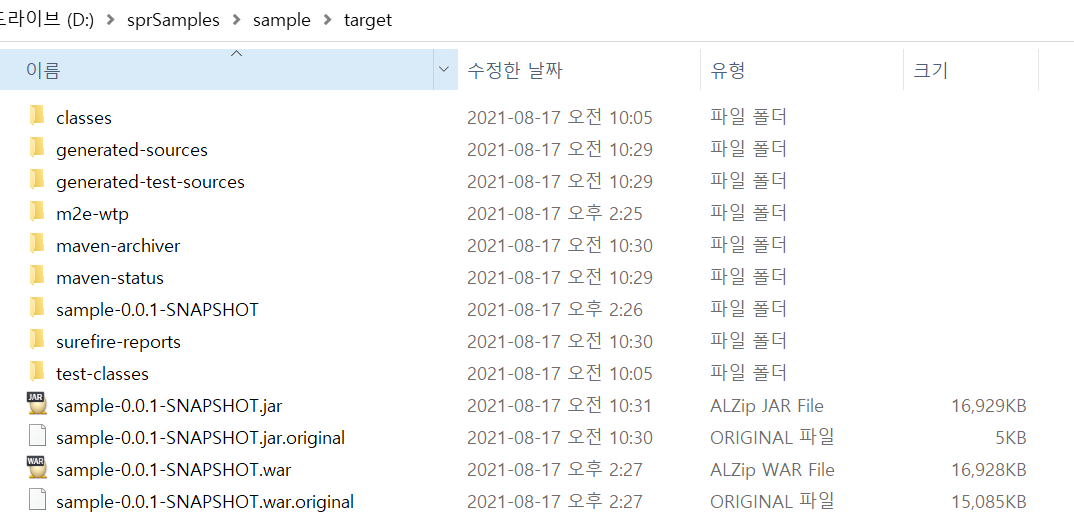 드라이브 (D:) > sprSamples > sample > target
이름 수정한 날짜 유형 크기
classes 2021-08-17 오전 10:05 파일 폴더
generated-sources 2021-08-17 오전 10:29 파일 폴더
generated-test-sources 2021-08-17 오전 10:29 파일 폴더
m2e-wtp 2021-08-17 오후 2:25 파일 폴더
maven-archiver 2021-08-17 오전 10:30 파일 폴더
maven-status 2021-08-17 오전 10:29 파일 폴더
sample-0.0.1-SNAPSHOT 2021-08-17 오후 2:26 파일 폴더
surefire-reports 2021-08-17 오전 10:30 파일 폴더
test-classes 2021-08-17 오전 10:05 파일 폴더
JAR sample-0.0.1-SNAPSHOT.jar 2021-08-17 오전 10:31 ALZip JAR File 16,929KB
sample-0.0.1-SNAPSHOT.jar.original 2021-08-17 오전 10:30 ORIGINAL 파일 5KB
WAR sample-0.0.1-SNAPSHOT.war 2021-08-17 오후 2:27 ALZip WAR File 16,928KB
sample-0.0.1-SNAPSHOT.war.original 2021-08-17 오후 2:27 ORIGINAL 파일 15,085KB